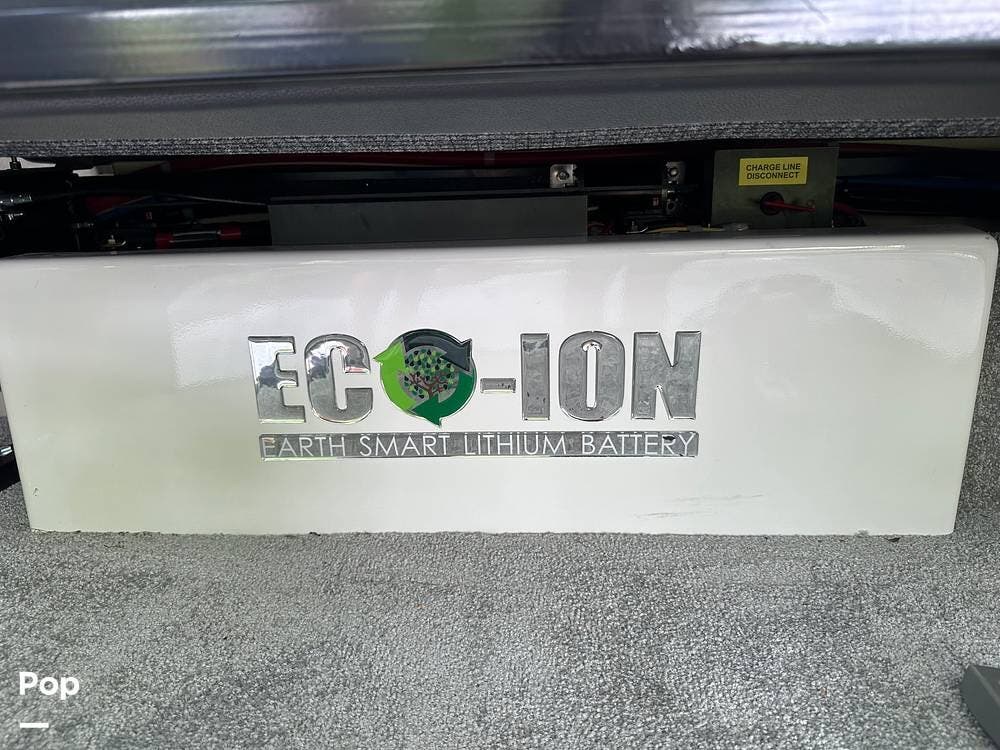 CHARGE LINE
DISCONNECT
ECO-ION
EARTH SMART LITHIUM BATTERY
Pop